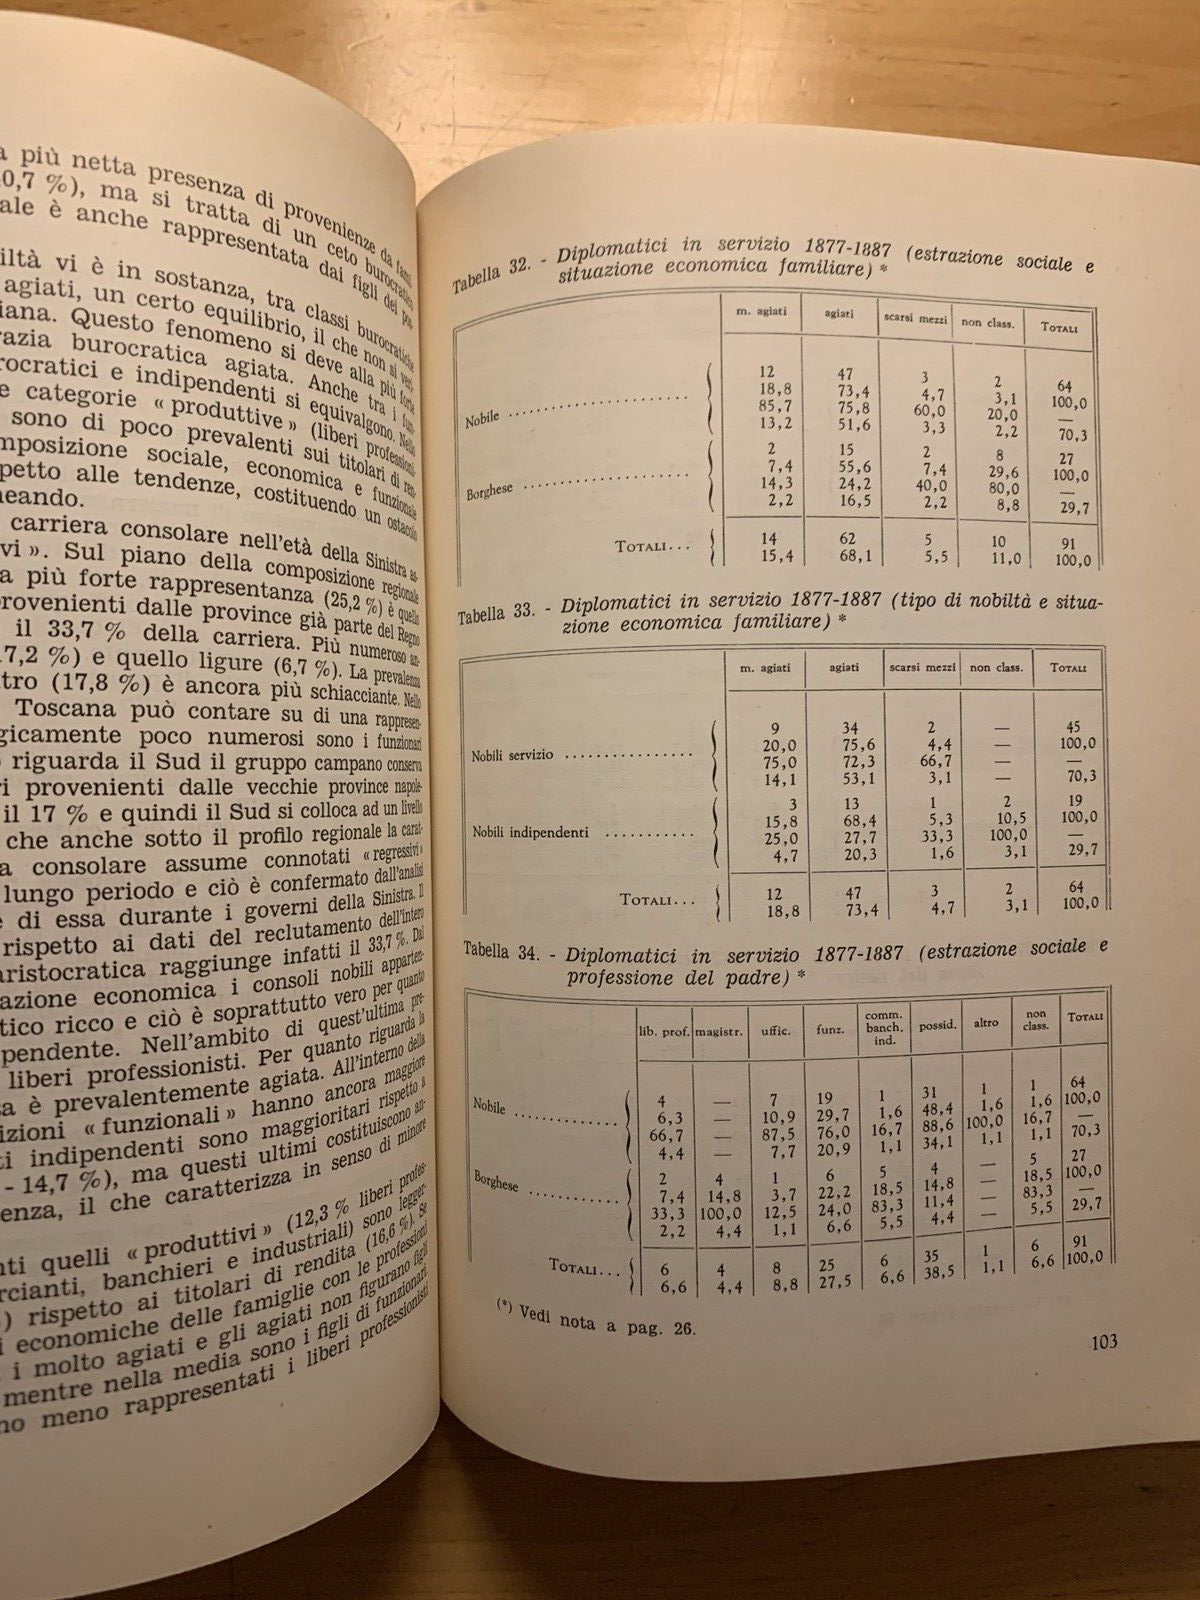 più netta presenza di provenienze da
0,7 %), ma si tratta di un ceto burocratico
ale è anche rappresentata dai figli dei
iltà vi è in sostanza, tra classi burocratiche
agiati, un certo equilibrio, il che non si
iana. Questo fenomeno si deve alla più forte
razia burocratica agiata. Anche tra i
rocratici e indipendenti si equivalgono. Nelle
e categorie « produttive » (liberi
sono di poco prevalenti sui titolari di
mposizione sociale, economica e funzionale
spetto alle tendenze, costituendo un ostacolo
neando.
carriera consolare nell'età della Sinistra
vi ». Sul piano della composizione regionale
a più forte rappresentanza (25,2 %) è quello
provenienti dalle province già parte del Regno
il 33,7 % della carriera. Più numeroso
7,2 %) e quello ligure (6,7 %). La prevalenza
tro (17,8 %) è ancora più schiacciante. Nella
Toscana può contare su di una rappresen-
gicamente poco numerosi sono i funzionari
riguarda il Sud il gruppo campano conserva
ri provenienti dalle vecchie province napole-
il 17 % e quindi il Sud si colloca ad un livello
che anche sotto il profilo regionale la carat-
a consolare assume connotati « regressivi »
lungo periodo e ciò è confermato dall'analisi
e di essa durante i governi della Sinistra. Il
rispetto ai dati del reclutamento dell'intero
aristocratica raggiunge infatti il 33,7 %. Dal
azione economica i consoli nobili apparten-
tico ricco e ciò è soprattutto vero per quanto
pendente. Nell'ambito di quest'ultima pre-
liberi professionisti. Per quanto riguarda la
sa è prevalentemente agiata. All'interno della
izioni « funzionali » hanno ancora maggiore
ti indipendenti sono maggioritari rispetto a
- 14,7 %), ma questi ultimi costituiscono an-
enza, il che caratterizza in senso di minore
nti quelli « produttivi » (12,3 % liberi profes-
rcianti, banchieri e industriali) sono legger-
) rispetto ai titolari di rendita (16,6 %). Se
i economiche delle famiglie con le professioni
i molto agiati e gli agiati non figurano figli
mentre nella media sono i figli di funzionari
no meno rappresentati i liberi professionisti
Tabella 32. - Diplomatici in servizio 1877-1887 (estrazione sociale e
situazione economica familiare) *
m. agiati agiati scarsi mezzi non class. TOTALI
12 47 3 2 64
18,8 73,4 4,7 3,1 100,0
Nobile .......... 85,7 75,8 60,0 20,0 —
13,2 51,6 3,3 2,2 70,3
2 15 2 8 27
7,4 55,6 7,4 29,6 100,0
Borghese .......... 14,3 24,2 40,0 80,0 —
2,2 16,5 2,2 8,8 29,7
TOTALI... 14 62 5 10 91
15,4 68,1 5,5 11,0 100,0
Tabella 33. - Diplomatici in servizio 1877-1887 (tipo di nobiltà e situa-
zione economica familiare) *
m. agiati agiati scarsi mezzi non class. TOTALI
9 34 2 — 45
20,0 75,6 4,4 — 100,0
Nobili servizio .......... 75,0 72,3 66,7 — —
14,1 53,1 3,1 — 70,3
3 13 1 2 19
15,8 68,4 5,3 10,5 100,0
Nobili indipendenti .......... 25,0 27,7 33,3 100,0 —
4,7 20,3 1,6 3,1 29,7
TOTALI... 12 47 3 2 64
18,8 73,4 4,7 3,1 100,0
Tabella 34. - Diplomatici in servizio 1877-1887 (estrazione sociale e
professione del padre) *
lib. prof. magistr. uffic. funz. comm. banch. ind. possid. altro non class. TOTALI
4 — 7 19 1 31 1 1 64
Nobile .......... 6,3 — 10,9 29,7 1,6 48,4 1,6 1,6 100,0
66,7 — 87,5 76,0 16,7 88,6 100,0 16,7 —
4,4 — 7,7 20,9 1,1 34,1 1,1 1,1 70,3
2 4 1 6 5 4 — 5 27
Borghese .......... 7,4 14,8 3,7 22,2 18,5 14,8 — 18,5 100,0
33,3 100,0 12,5 24,0 83,3 11,4 — 83,3 —
2,2 4,4 1,1 6,6 5,5 4,4 — 5,5 29,7
TOTALI... 6 4 8 25 6 35 1 6 91
6,6 4,4 8,8 27,5 6,6 38,5 1,1 6,6 100,0
(*) Vedi nota a pag. 26.
103